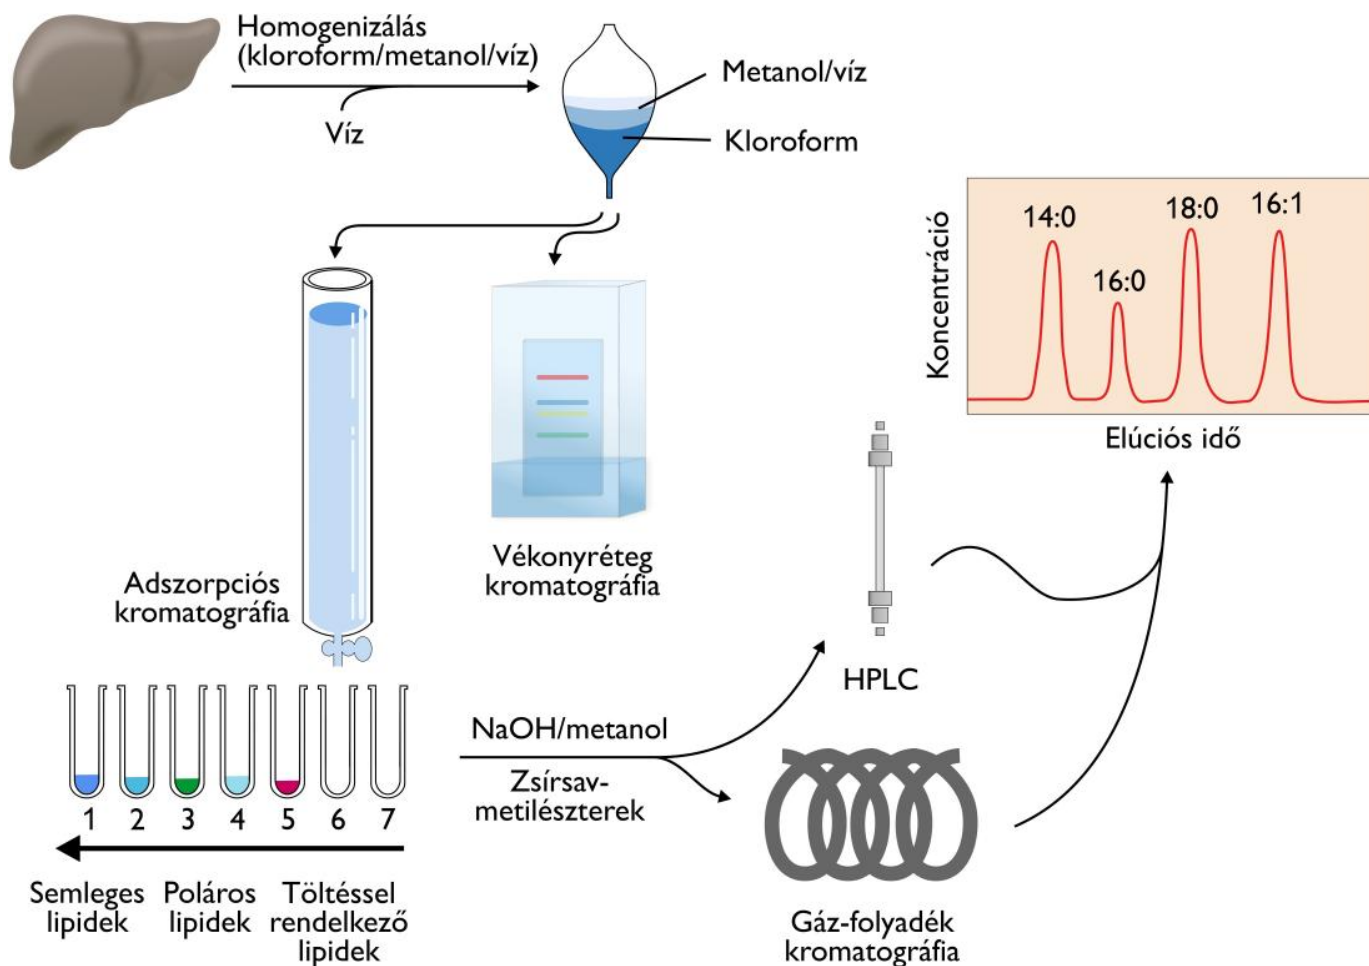 Homogenizálás
(kloroform/metanol/víz)
Víz
Metanol/víz
Kloroform
Adszorpciós
kromatográfia
Vékonyréteg
kromatográfia
Koncentráció
14:0
16:0
18:0
16:1
Elúciós idő
HPLC
NaOH/metanol
Zsírsav-
metilészterek
Gáz-folyadék
kromatográfia
1 2 3 4 5 6 7
Semleges
lipidek
Poláros
lipidek
Töltéssel
rendelkező
lipidek